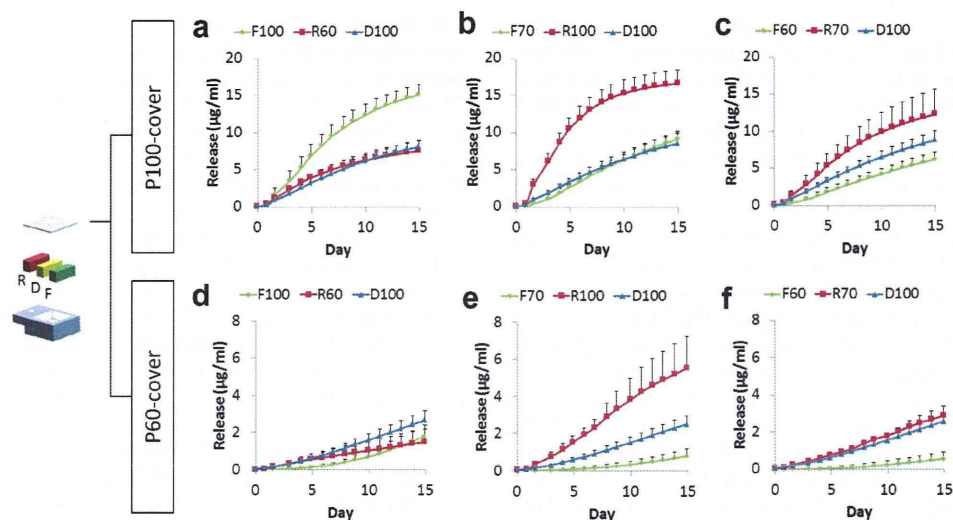 P100-cover
P60-cover
R
D
F
a
F100 R60 D100
Release (µg/ml)
20
15
10
5
0
0 5 10 15
Day
b
F70 R100 D100
Release (µg/ml)
20
15
10
5
0
0 5 10 15
Day
c
F60 R70 D100
Release (µg/ml)
20
15
10
5
0
0 5 10 15
Day
d
F100 R60 D100
Release (µg/ml)
8
6
4
2
0
0 5 10 15
Day
e
F70 R100 D100
Release (µg/ml)
8
6
4
2
0
0 5 10 15
Day
f
F60 R70 D100
Release (µg/ml)
8
6
4
2
0
0 5 10 15
Day